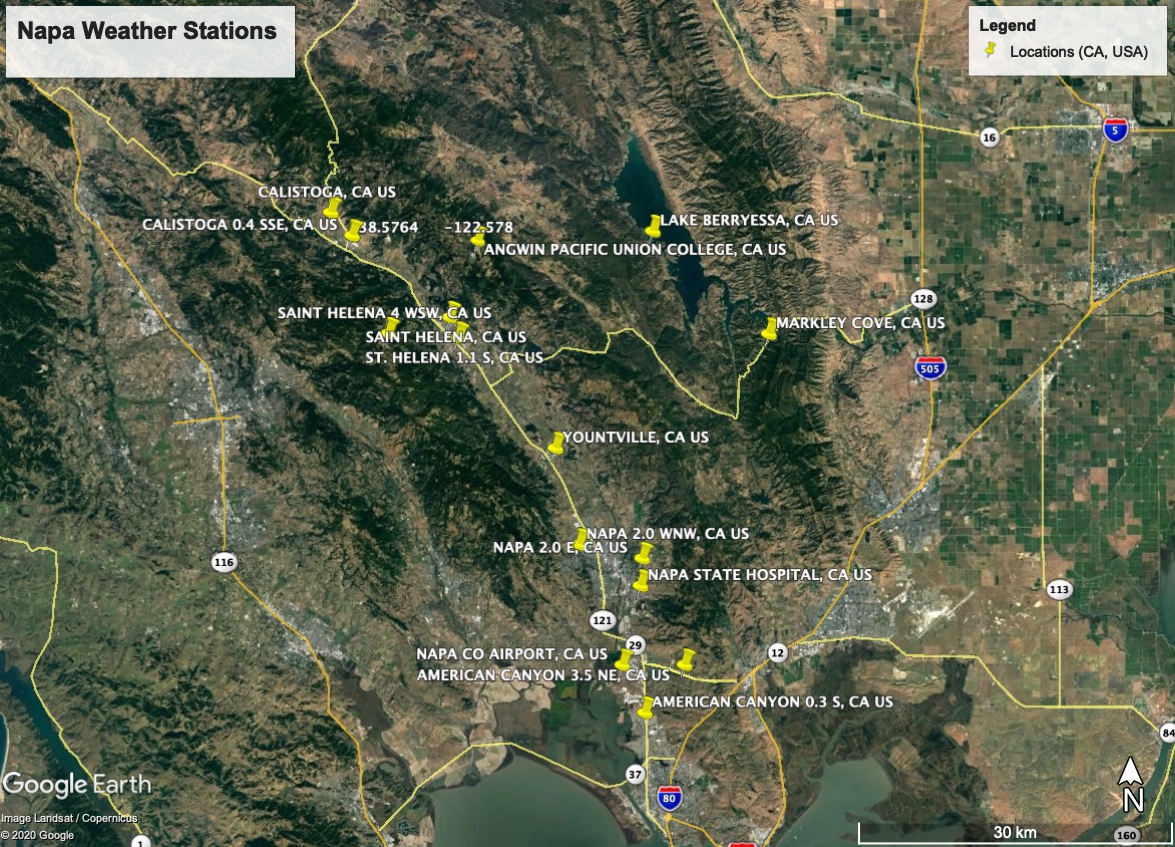 Napa Weather Stations
Legend
Locations (CA, USA)
5
16
CALISTOGA, CA US
CALISTOGA 0.4 SSE, CA US
38.5764 -122.578
LAKE BERRYESSA, CA US
ANGWIN PACIFIC UNION COLLEGE, CA US
128
SAINT HELENA 4 WSW, CA US
MARKLEY COVE, CA US
SAINT HELENA, CA US
ST. HELENA 1.1 S, CA US
505
YOUNTVILLE, CA US
NAPA 2.0 WNW, CA US
NAPA 2.0 E, CA US
116
NAPA STATE HOSPITAL, CA US
113
121
29
NAPA CO AIRPORT, CA US
12
AMERICAN CANYON 3.5 NE, CA US
AMERICAN CANYON 0.3 S, CA US
84
37
Google Earth
80
N
Image Landsat / Copernicus
© 2020 Google
30 km
160
1